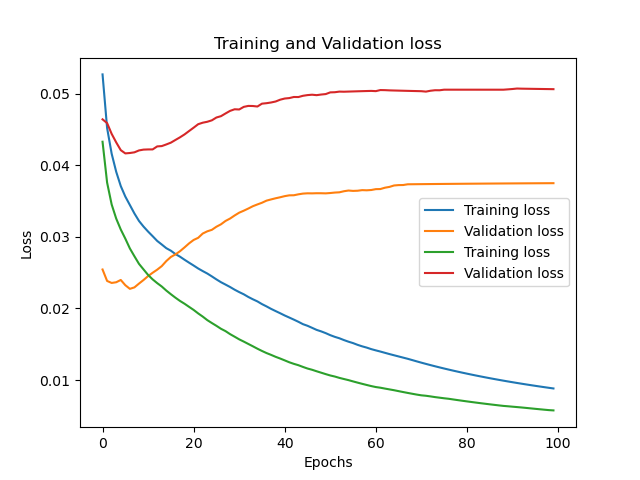 Training and Validation loss
Loss
0.05
0.04
0.03
0.02
0.01
Training loss
Validation loss
Training loss
Validation loss
0
20
40
60
80
100
Epochs